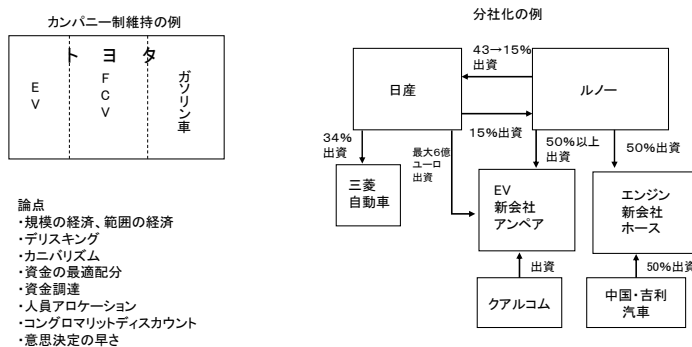 カンパニー制維持の例
トヨタ
EV
FCV
ガソリン車
論点
・規模の経済、範囲の経済
・デリスキング
・カニバリズム
・資金の最適配分
・資金調達
・人員アロケーション
・コングロマリットディスカウント
・意思決定の早さ
分社化の例
日産
43→15%
出資
ルノー
15%出資
34%
出資
最大6億
ユーロ
出資
50%以上
出資
50%出資
三菱
自動車
EV
新会社
アンペア
エンジン
新会社
ホース
出資
50%出資
クアルコム
中国・吉利
汽車